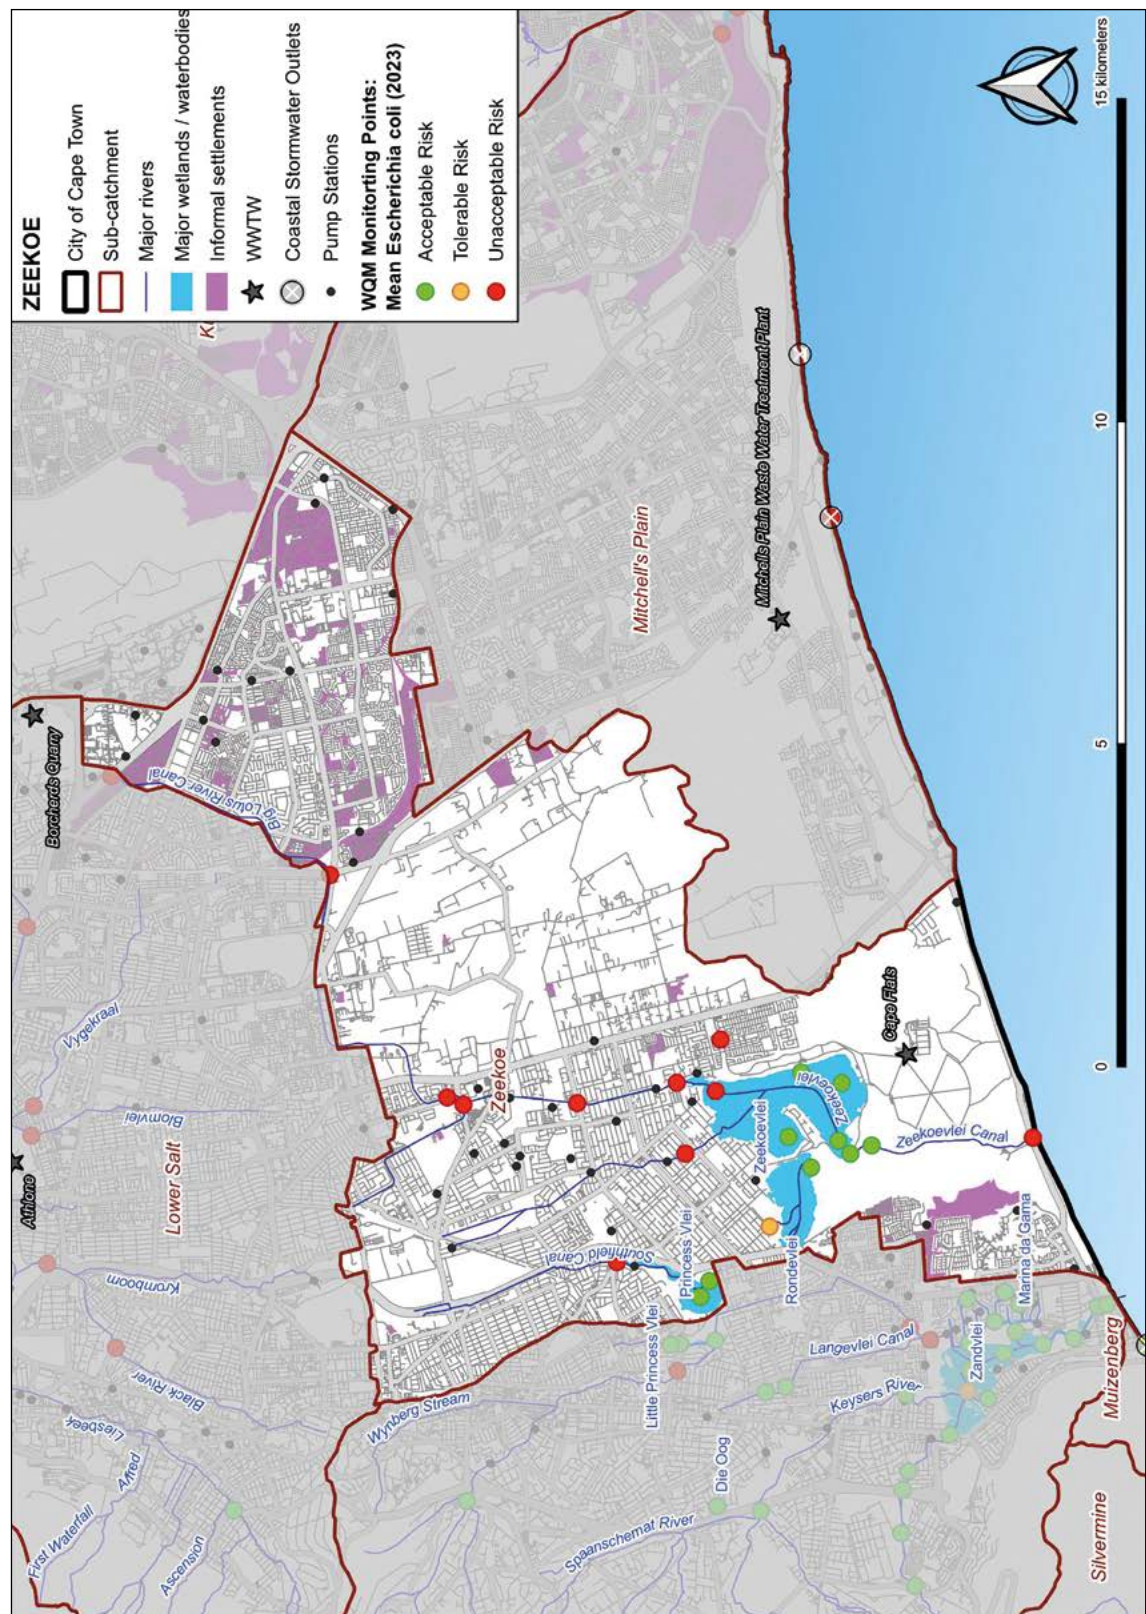 ZEEKOE
City of Cape Town
Sub-catchment
Major rivers
Major wetlands / waterbodies
Informal settlements
WWTW
Coastal Stormwater Outlets
Pump Stations
WQM Monitorting Points:
Mean Escherichia coli (2023)
Acceptable Risk
Tolerable Risk
Unacceptable Risk
First Waterfall
Alfred
Liesbeek
Ascension
Black River
Kromboom
Athlone
Blomvlei
Vygekraal
Borcherds Quarry
Lower Salt
Big Lotus River Canal
Wynberg Stream
Southfield Canal
Zeekoe
Mitchell's Plain
Spaanschemat River
Die Oog
Little Princess Vlei
Princess Vlei
Zeekoevlei
Zeekoevlei
Rondevlei
Mitchells Plain Waste Water Treatment Plant
Keysers River
Langevlei Canal
Cape Flats
Zeekoevlei Canal
Zandvlei
Marina da Gama
Silvermine
Muizenberg
0
5
10
15 kilometers